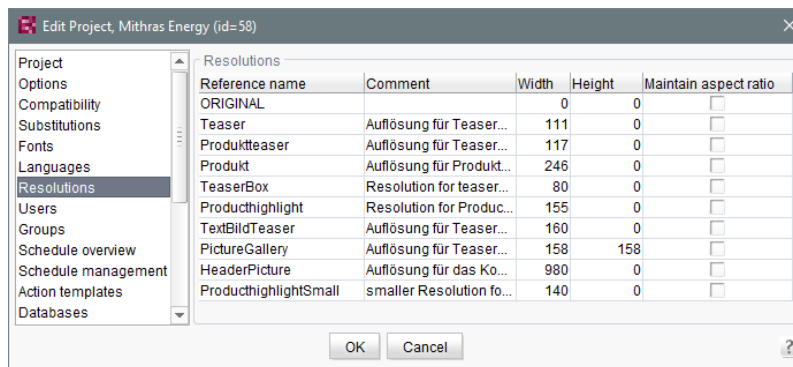 Edit Project, Mithras Energy (id=58)
Project
Options
Compatibility
Substitutions
Fonts
Languages
Resolutions
Users
Groups
Schedule overview
Schedule management
Action templates
Databases
Resolutions
Reference name Comment Width Height Maintain aspect ratio
ORIGINAL 0 0
Teaser Auflösung für Teaser... 111 0
Produktteaser Auflösung für Teaser... 117 0
Produkt Auflösung für Produkt... 246 0
TeaserBox Resolution for teaser... 80 0
Producthighlight Resolution for Produc... 155 0
TextBildTeaser Auflösung für Teaser... 160 0
PictureGallery Auflösung für Teaser... 158 158
HeaderPicture Auflösung für das Ko... 980 0
ProducthighlightSmall smaller Resolution fo... 140 0
OK Cancel ?